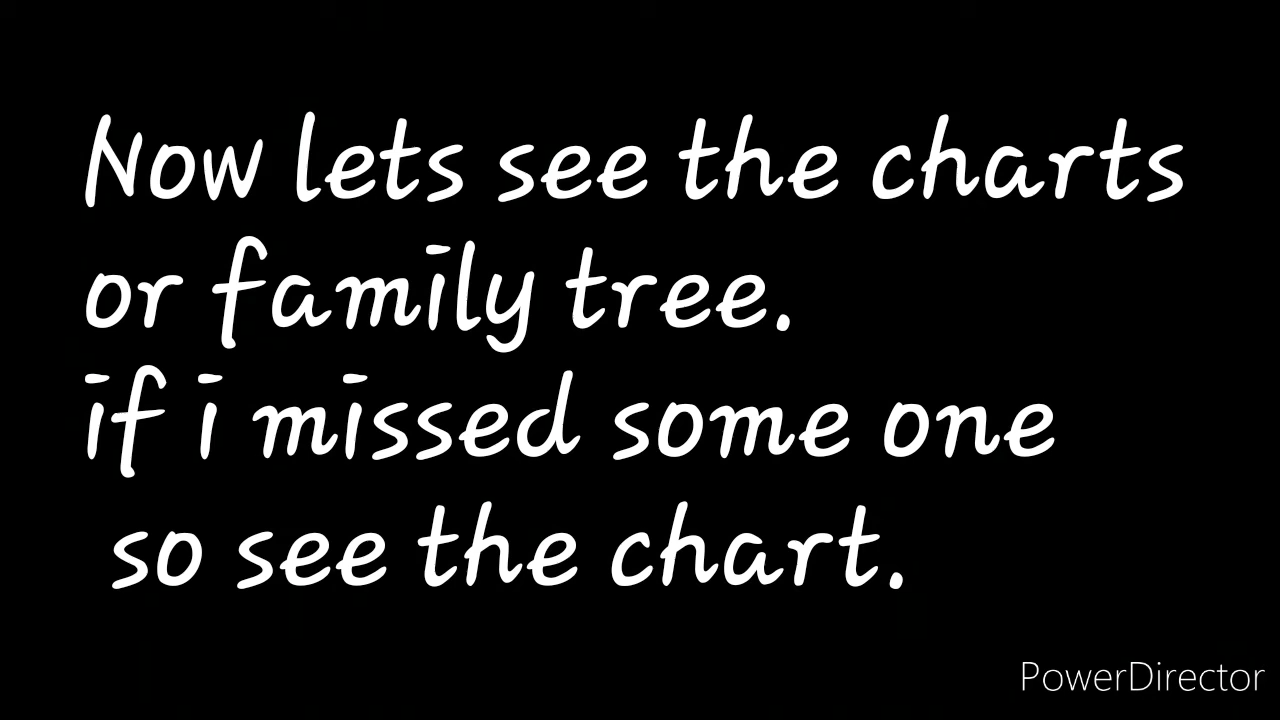 Now lets see the charts
or family tree.
if i missed some one
so see the chart.
PowerDirector